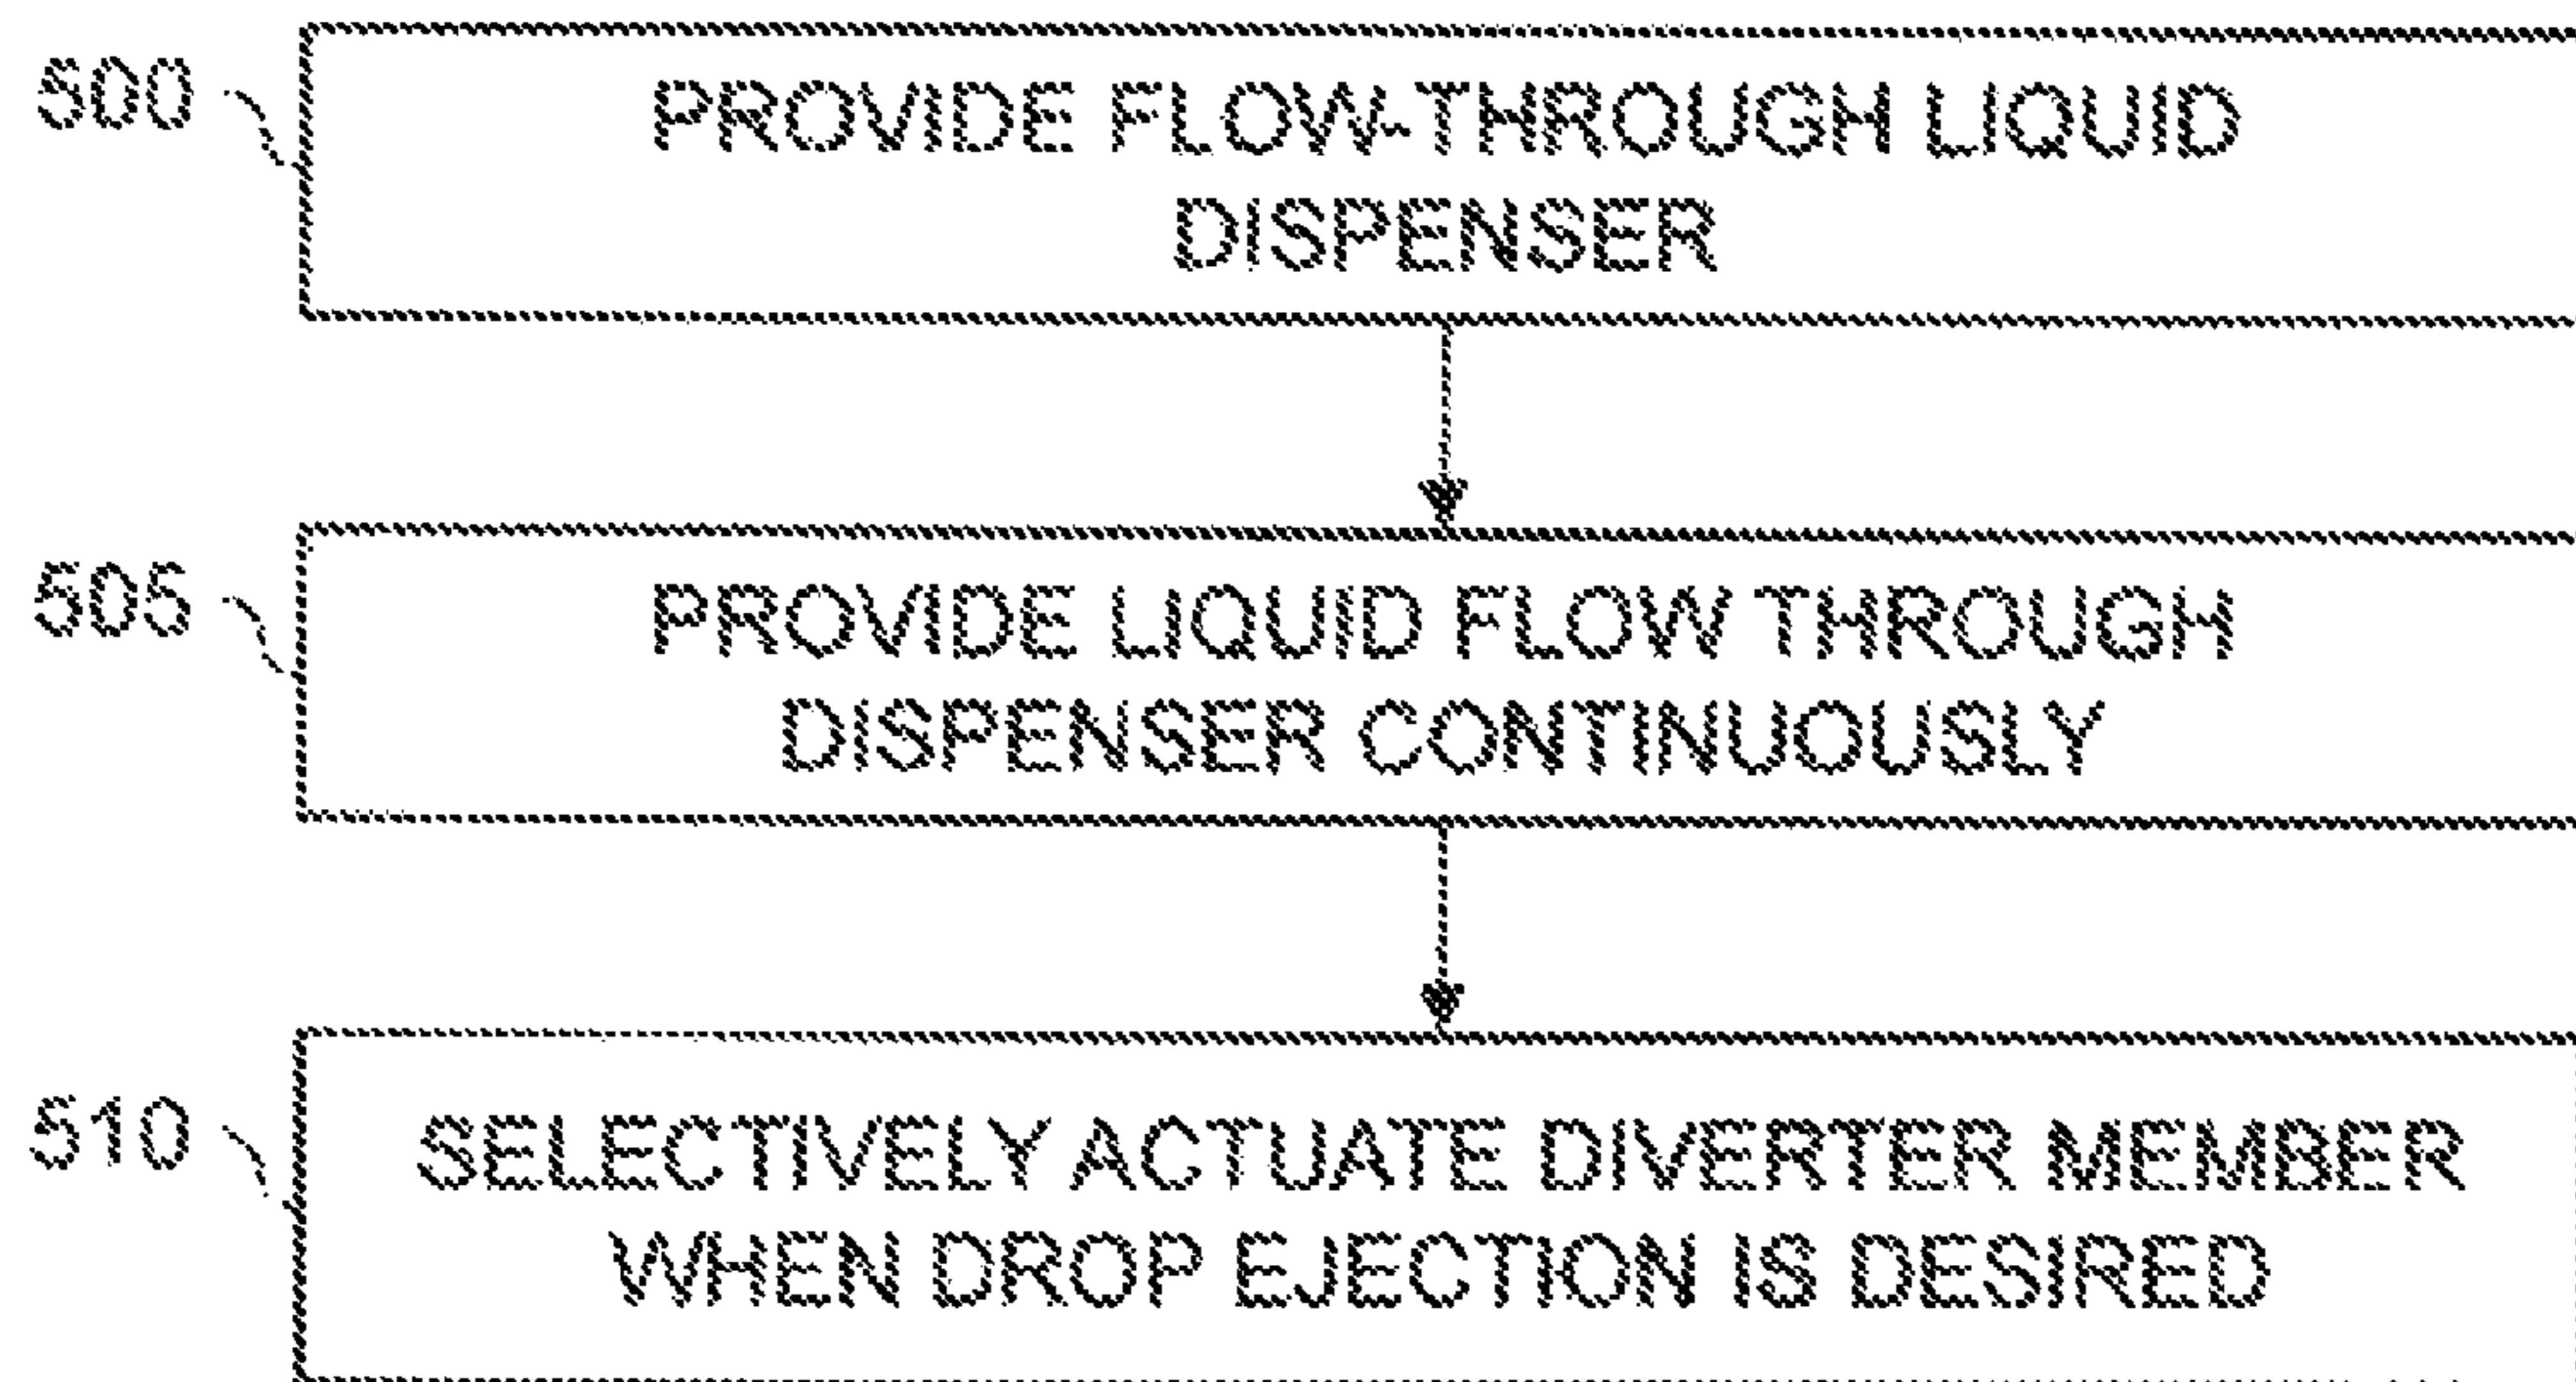 500
PROVIDE FLOW-THROUGH LIQUID
DISPENSER
505
PROVIDE LIQUID FLOW THROUGH
DISPENSER CONTINUOUSLY
510
SELECTIVELY ACTUATE DIVERTER MEMBER
WHEN DROP EJECTION IS DESIRED